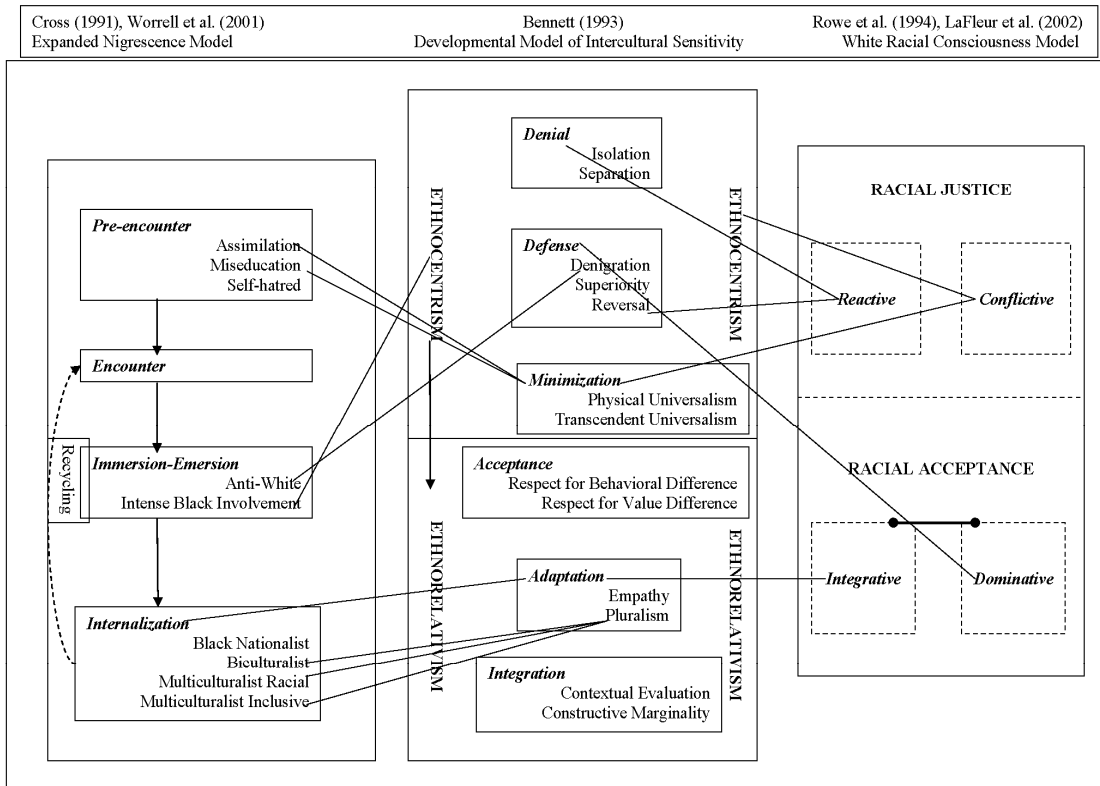 Cross (1991), Worrell et al. (2001)
Expanded Nigrescence Model
Bennett (1993)
Developmental Model of Intercultural Sensitivity
Rowe et al. (1994), LaFleur et al. (2002)
White Racial Consciousness Model
Pre-encounter
Assimilation
Miseducation
Self-hatred
Encounter
Recycling
Immersion-Emersion
Anti-White
Intense Black Involvement
Internalization
Black Nationalist
Biculturalist
Multiculturalist Racial
Multiculturalist Inclusive
ETHNOCENTRISM
ETHNORELATIVISM
Denial
Isolation
Separation
Defense
Denigration
Superiority
Reversal
Minimization
Physical Universalism
Transcendent Universalism
Acceptance
Respect for Behavioral Difference
Respect for Value Difference
Adaptation
Empathy
Pluralism
Integration
Contextual Evaluation
Constructive Marginality
ETHNOCENTRISM
ETHNORELATIVISM
RACIAL JUSTICE
Reactive
Conflictive
RACIAL ACCEPTANCE
Integrative
Dominative